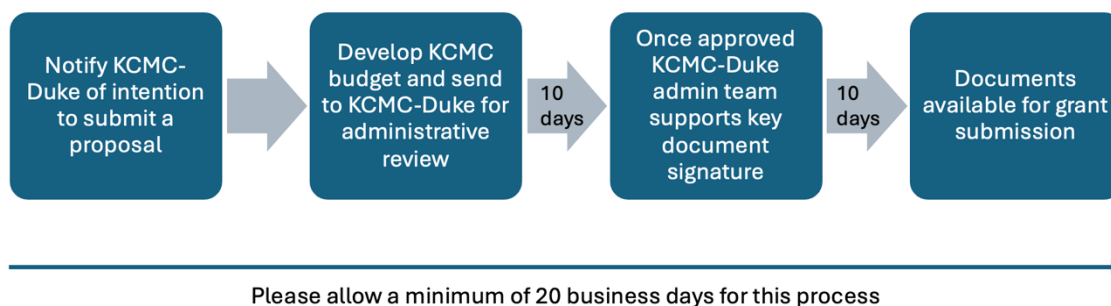 Notify KCMC-
Duke of intention
to submit a
proposal
Develop KCMC
budget and send
to KCMC-Duke for
administrative
review
10
days
Once approved
KCMC-Duke
admin team
supports key
document
signature
10
days
Documents
available for grant
submission
Please allow a minimum of 20 business days for this process